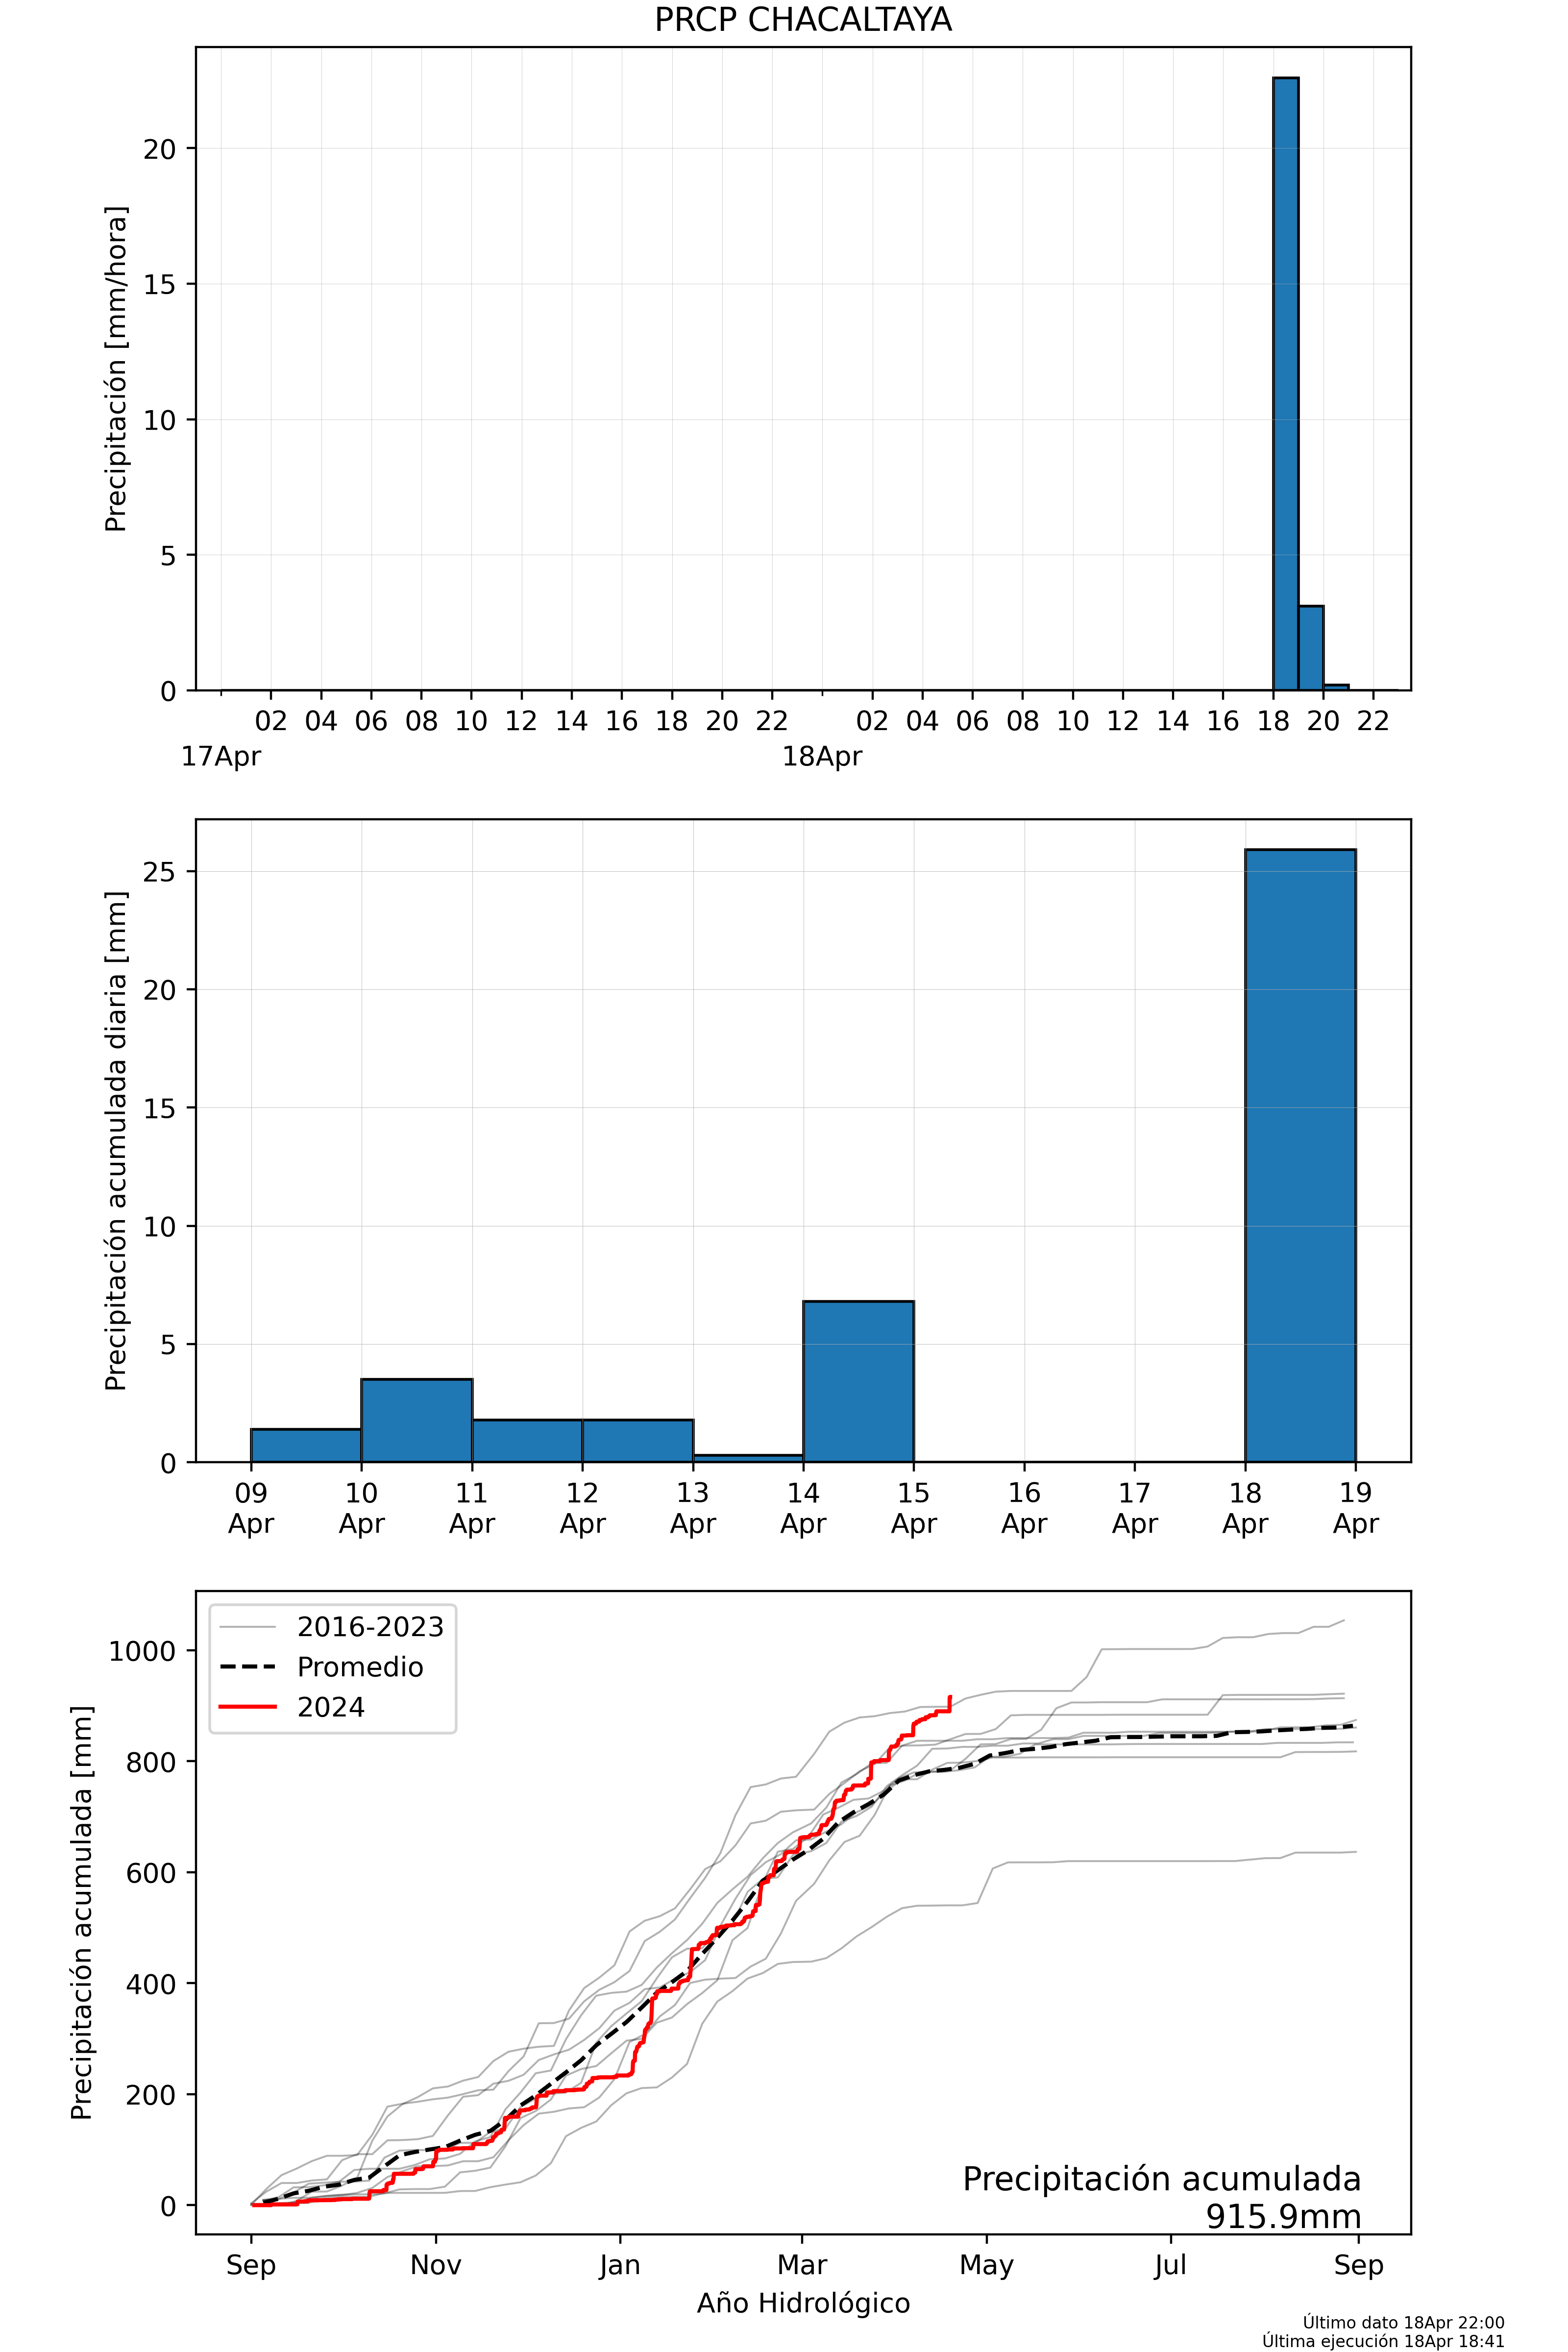 PRCP CHACALTAYA
Precipitación [mm/hora]
20
15
10
5
0
02 04 06 08 10 12 14 16 18 20 22 02 04 06 08 10 12 14 16 18 20 22
17Apr 18Apr
Precipitación acumulada diaria [mm]
25
20
15
10
5
0
09 10 11 12 13 14 15 16 17 18 19
Apr Apr Apr Apr Apr Apr Apr Apr Apr Apr Apr
Precipitación acumulada [mm]
1000
800
600
400
200
0
2016-2023
Promedio
2024
Precipitación acumulada
915.9mm
Sep Nov Jan Mar May Jul Sep
Año Hidrológico
Último dato 18Apr 22:00
Última ejecución 18Apr 18:41